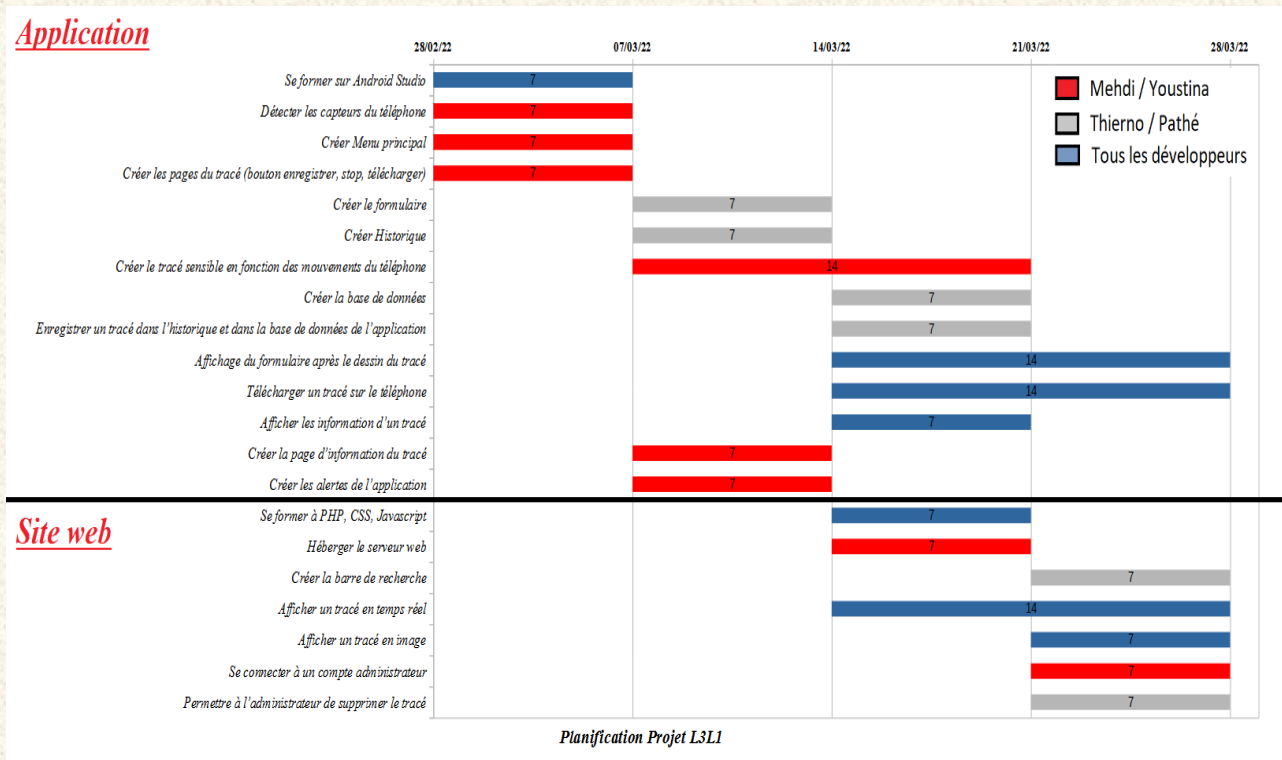 Application
28/02/22 07/03/22 14/03/22 21/03/22 28/03/22
Mehdi / Youstina
Thierno / Pathé
Tous les développeurs
Se former sur Android Studio 7
Détecter les capteurs du téléphone 7
Créer Menu principal 7
Créer les pages du tracé (bouton enregistrer, stop, télécharger) 7
Créer le formulaire 7
Créer Historique 7
Créer le tracé sensible en fonction des mouvements du téléphone 14
Créer la base de données 7
Enregistrer un tracé dans l'historique et dans la base de données de l'application 7
Affichage du formulaire après le dessin du tracé 14
Télécharger un tracé sur le téléphone 14
Afficher les information d'un tracé 7
Créer la page d'information du tracé 7
Créer les alertes de l'application 7
Site web
Se former à PHP, CSS, Javascript 7
Héberger le serveur web 7
Créer la barre de recherche 7
Afficher un tracé en temps réel 14
Afficher un tracé en image 7
Se connecter à un compte administrateur 7
Permettre à l'administrateur de supprimer le tracé 7
Planification Projet L3L1